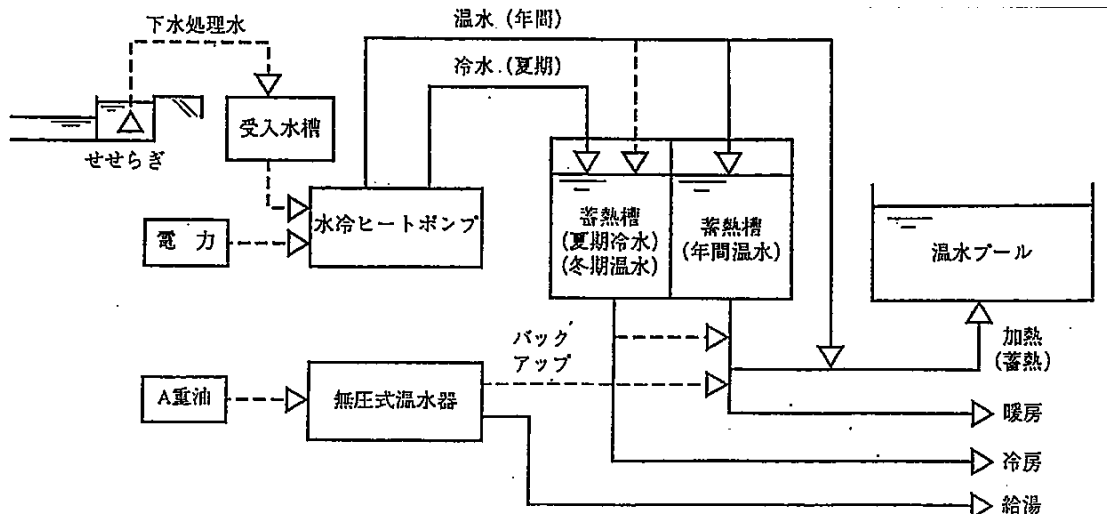 下水処理水
温水(年間)
冷水(夏期)
受入水槽
せせらぎ
水冷ヒートポンプ
電 力
蓄熱槽
(夏期冷水)
(冬期温水)
蓄熱槽
(年間温水)
温水プール
バック
アップ
加熱
(蓄熱)
A重油
無圧式温水器
暖房
冷房
給湯